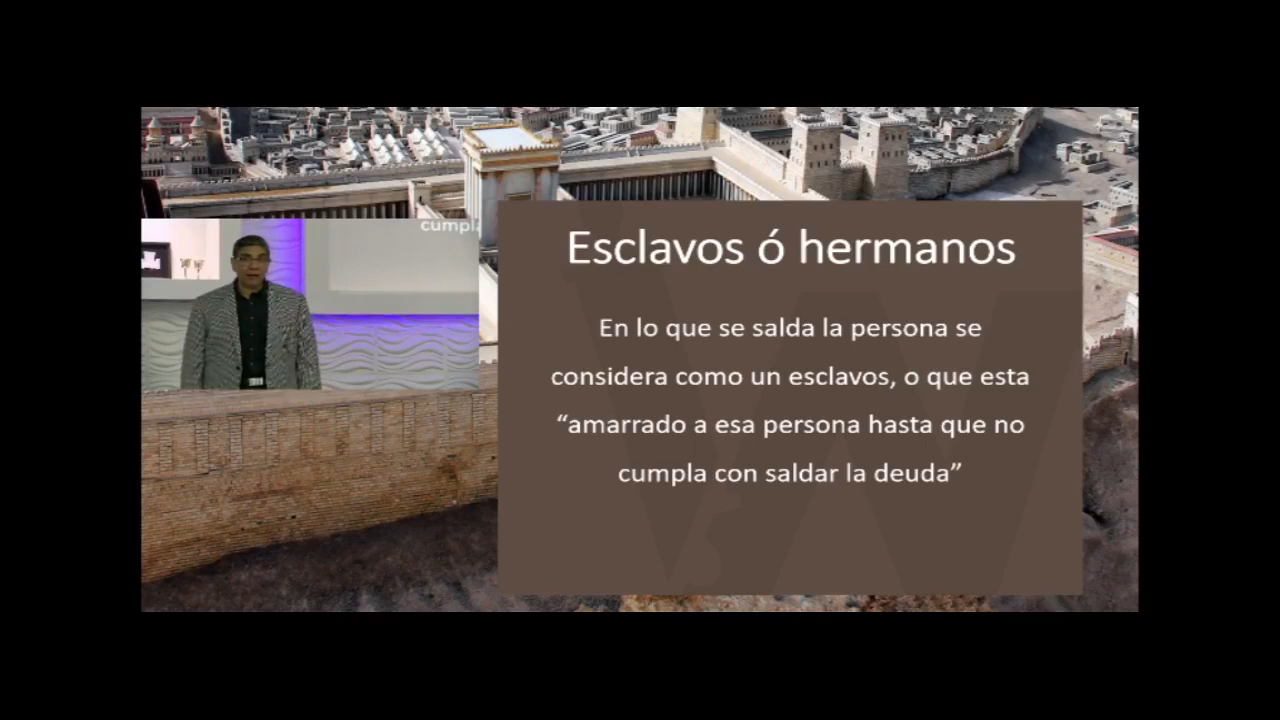 cumpla
Esclavos ó hermanos
En lo que se salda la persona se
considera como un esclavos, o que esta
“amarrado a esa persona hasta que no
cumpla con saldar la deuda”